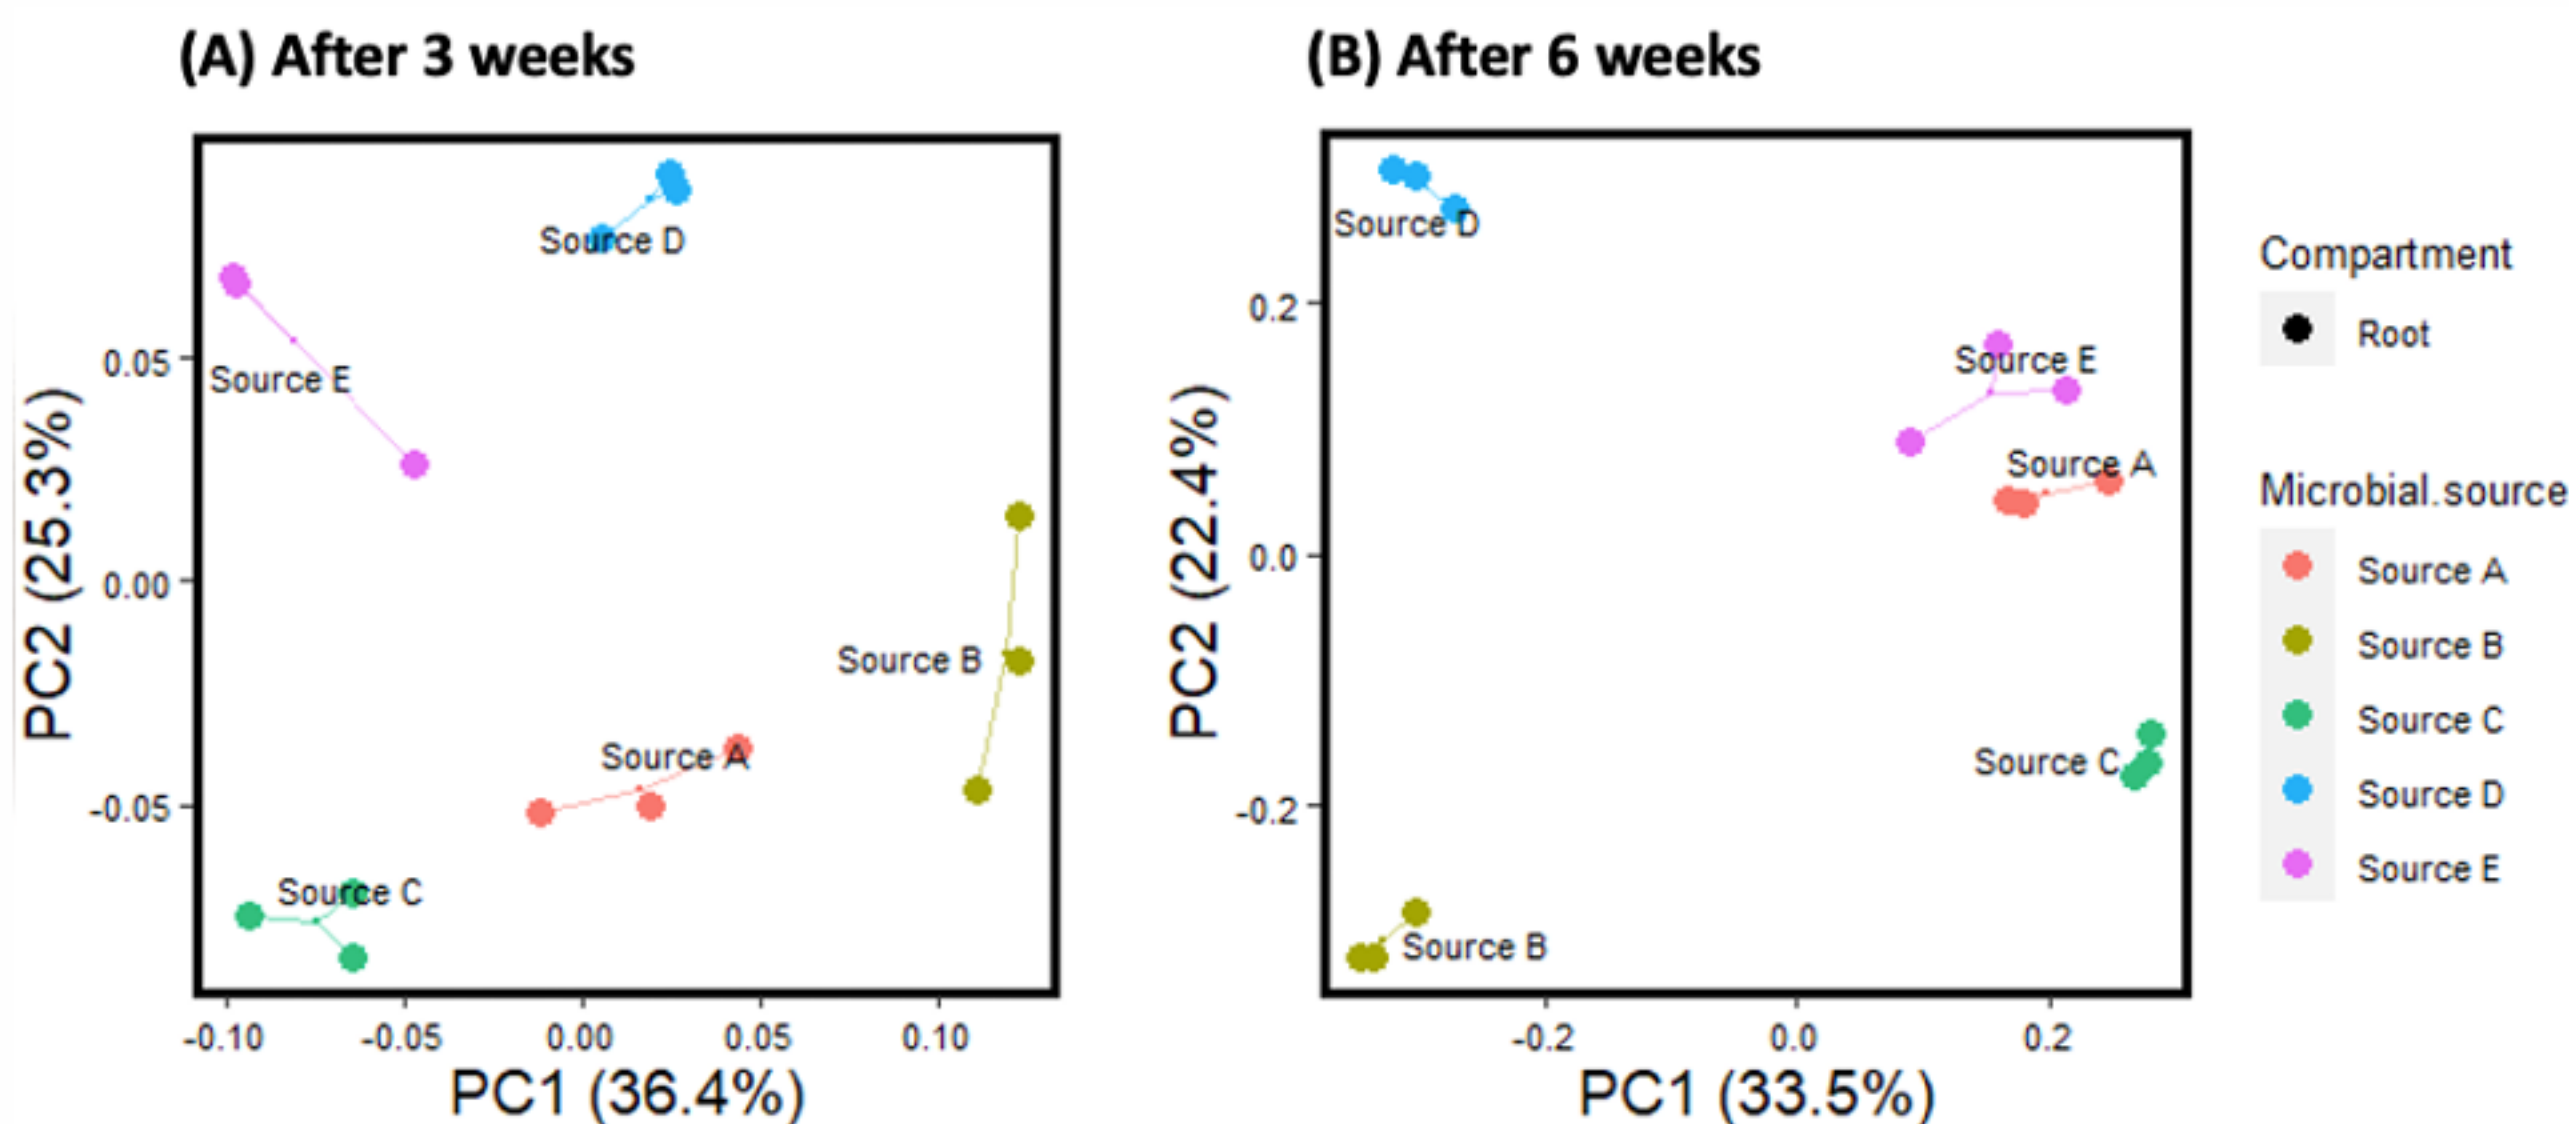 (A) After 3 weeks
PC2 (25.3%)
0.05
0.00
-0.05
Source D
Source E
Source B
Source A
Source C
-0.10 -0.05 0.00 0.05 0.10
PC1 (36.4%)
(B) After 6 weeks
PC2 (22.4%)
0.2
0.0
-0.2
Source D
Source E
Source A
Source C
Source B
-0.2 0.0 0.2
PC1 (33.5%)
Compartment
Root
Microbial.source
Source A
Source B
Source C
Source D
Source E